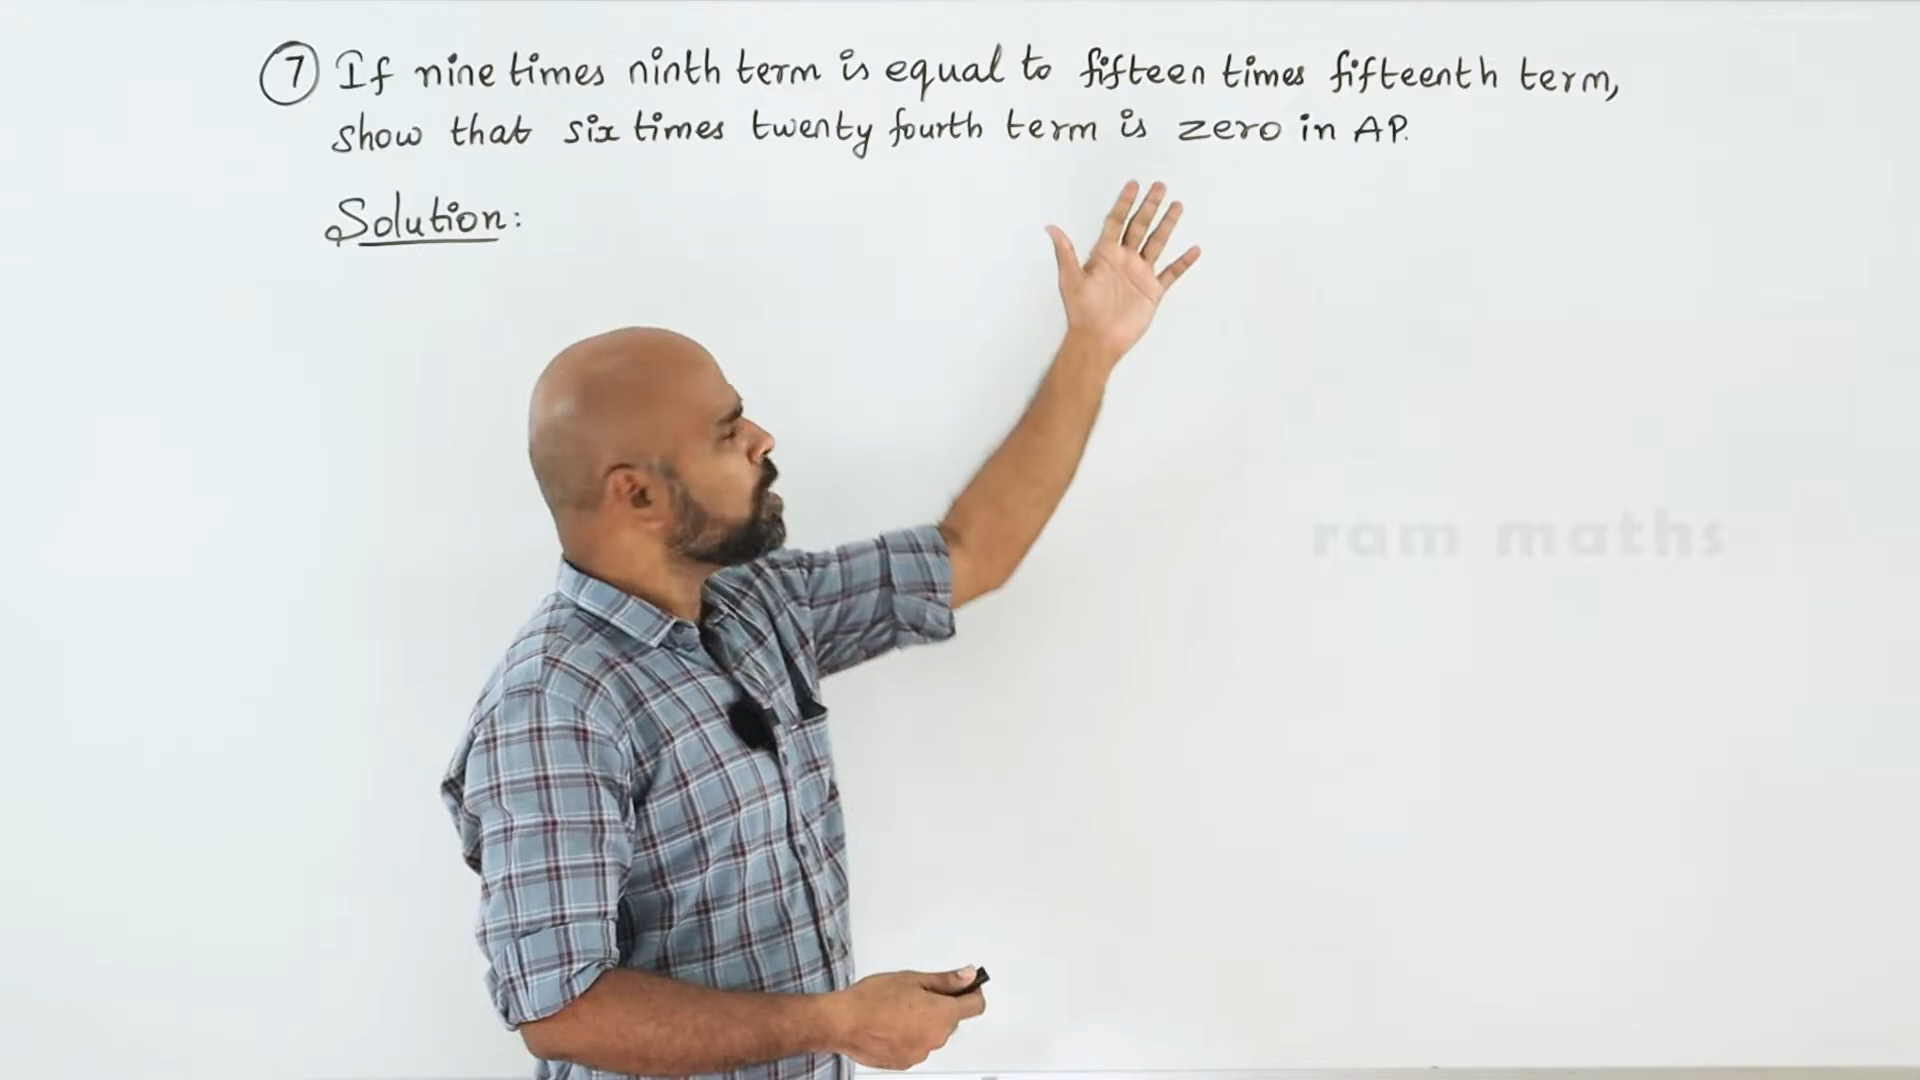 7 If nine times ninth term is equal to fifteen times fifteenth term,
show that six times twenty fourth term is zero in AP.
Solution:
ram maths